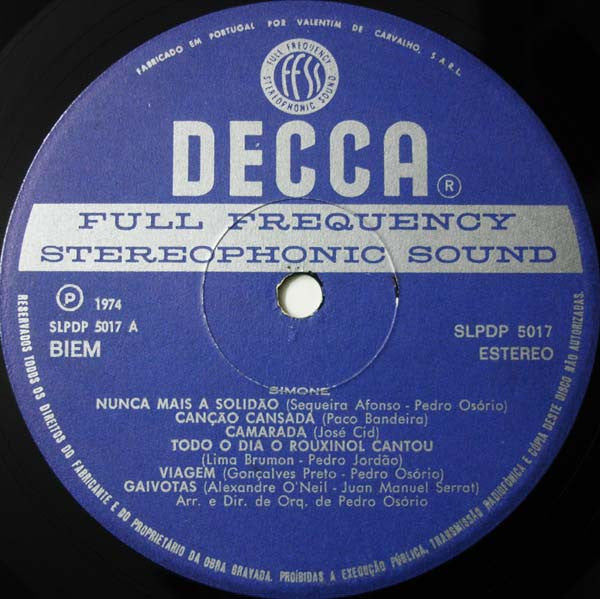 FABRICADO EM PORTUGAL POR VALENTIM DE CARVALHO, S.A.R.L.
FULL FREQUENCY
FFSS
STEREOPHONIC SOUND
DECCA ®
FULL FREQUENCY
STEREOPHONIC SOUND
Ⓟ 1974
SLPDP 5017 A
BIEM
SLPDP 5017
ESTEREO
SIMONE
NUNCA MAIS A SOLIDÃO (Sequeira Afonso - Pedro Osório)
CANÇÃO CANSADA (Paco Bandeira)
CAMARADA (José Cid)
TODO O DIA O ROUXINOL CANTOU
(Lima Brumon - Pedro Jordão)
VIAGEM (Gonçalves Preto - Pedro Osório)
GAIVOTAS (Alexandre O'Neil - Juan Manuel Serrat)
Arr. e Dir. de Orq. de Pedro Osório
RESERVADOS TODOS OS DIREITOS DO FABRICANTE E DO PROPRIETÁRIO DA OBRA GRAVADA. PROÍBIDAS A EXECUÇÃO PÚBLICA, TRANSMISSÃO RADIOFÓNICA E CÓPIA DESTE DISCO NÃO AUTORIZADAS.